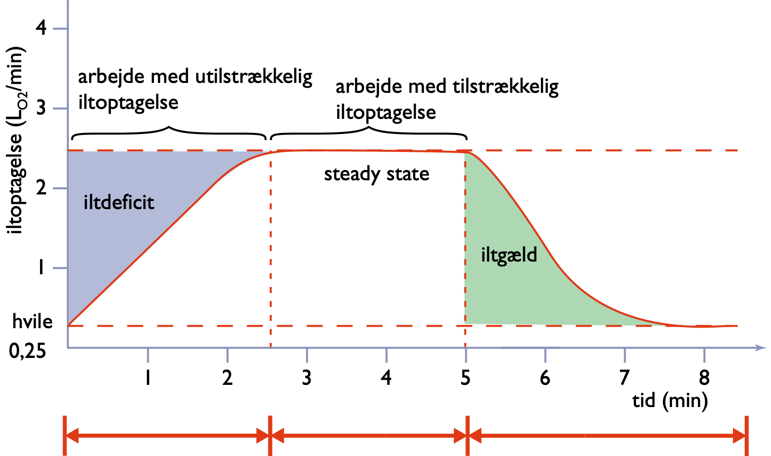 4
arbejde med utilstrækkelig
iltoptagelse
arbejde med tilstrækkelig
iltoptagelse
iltoptagelse (LO2/min)
3
steady state
2
iltdeficit
iltgæld
1
hvile
0,25
1 2 3 4 5 6 7 8
tid (min)